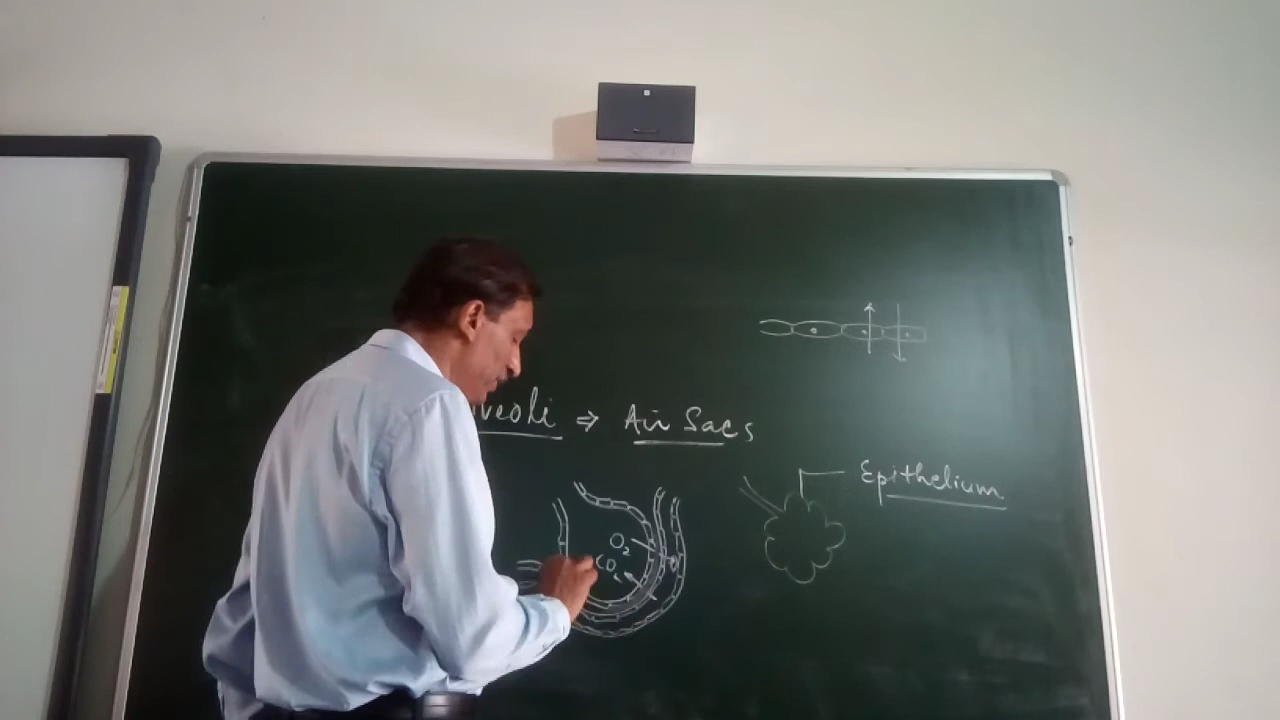 veoli ⇒ Air Sacs
Epithelium
O2
CO2